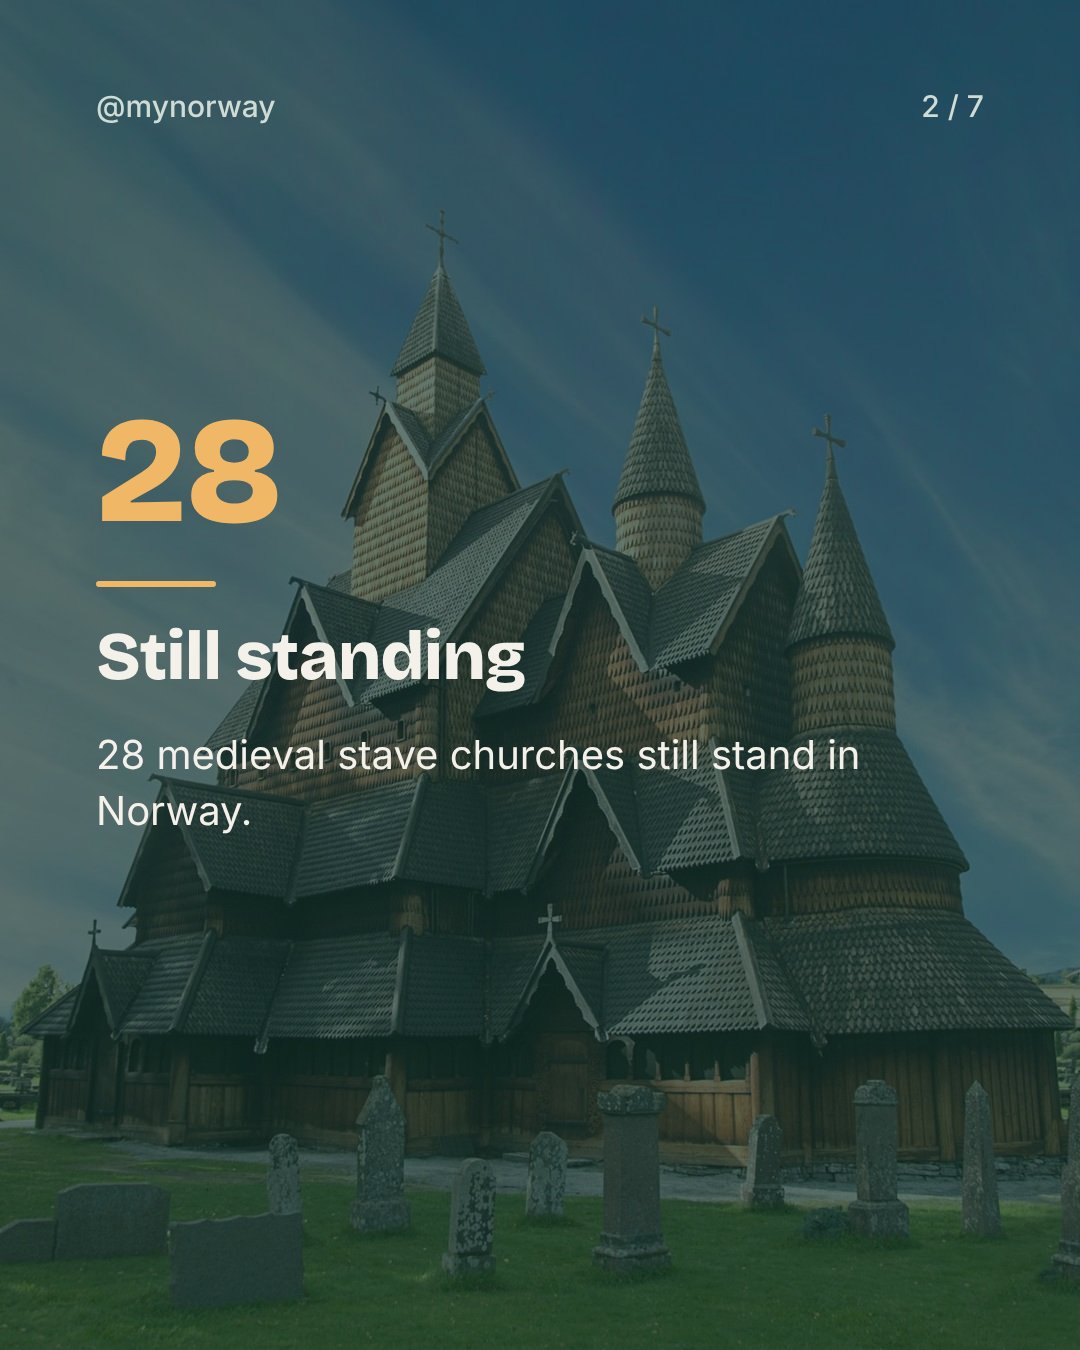 @mynorway
2 / 7
28
Still standing
28 medieval stave churches still stand in
Norway.